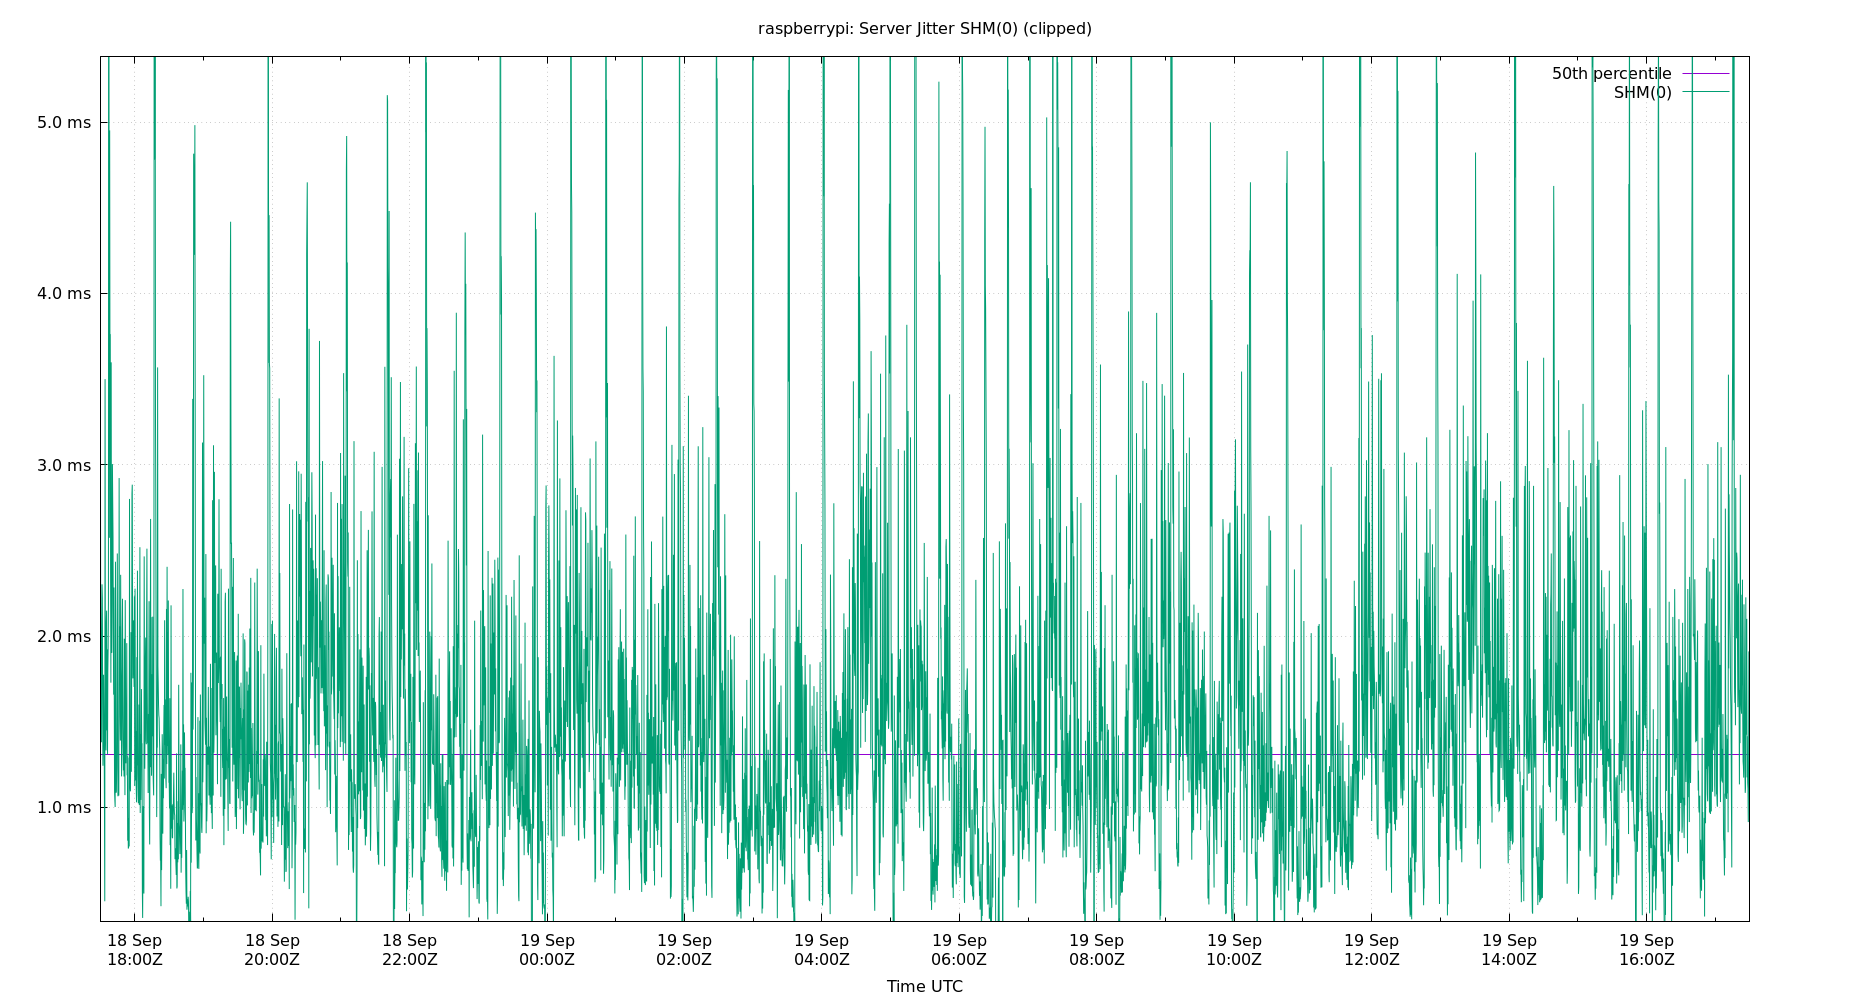 raspberrypi: Server Jitter SHM(0) (clipped)
50th percentile
SHM(0)
5.0 ms
4.0 ms
3.0 ms
2.0 ms
1.0 ms
18 Sep 18:00Z
18 Sep 20:00Z
18 Sep 22:00Z
19 Sep 00:00Z
19 Sep 02:00Z
19 Sep 04:00Z
19 Sep 06:00Z
19 Sep 08:00Z
19 Sep 10:00Z
19 Sep 12:00Z
19 Sep 14:00Z
19 Sep 16:00Z
Time UTC